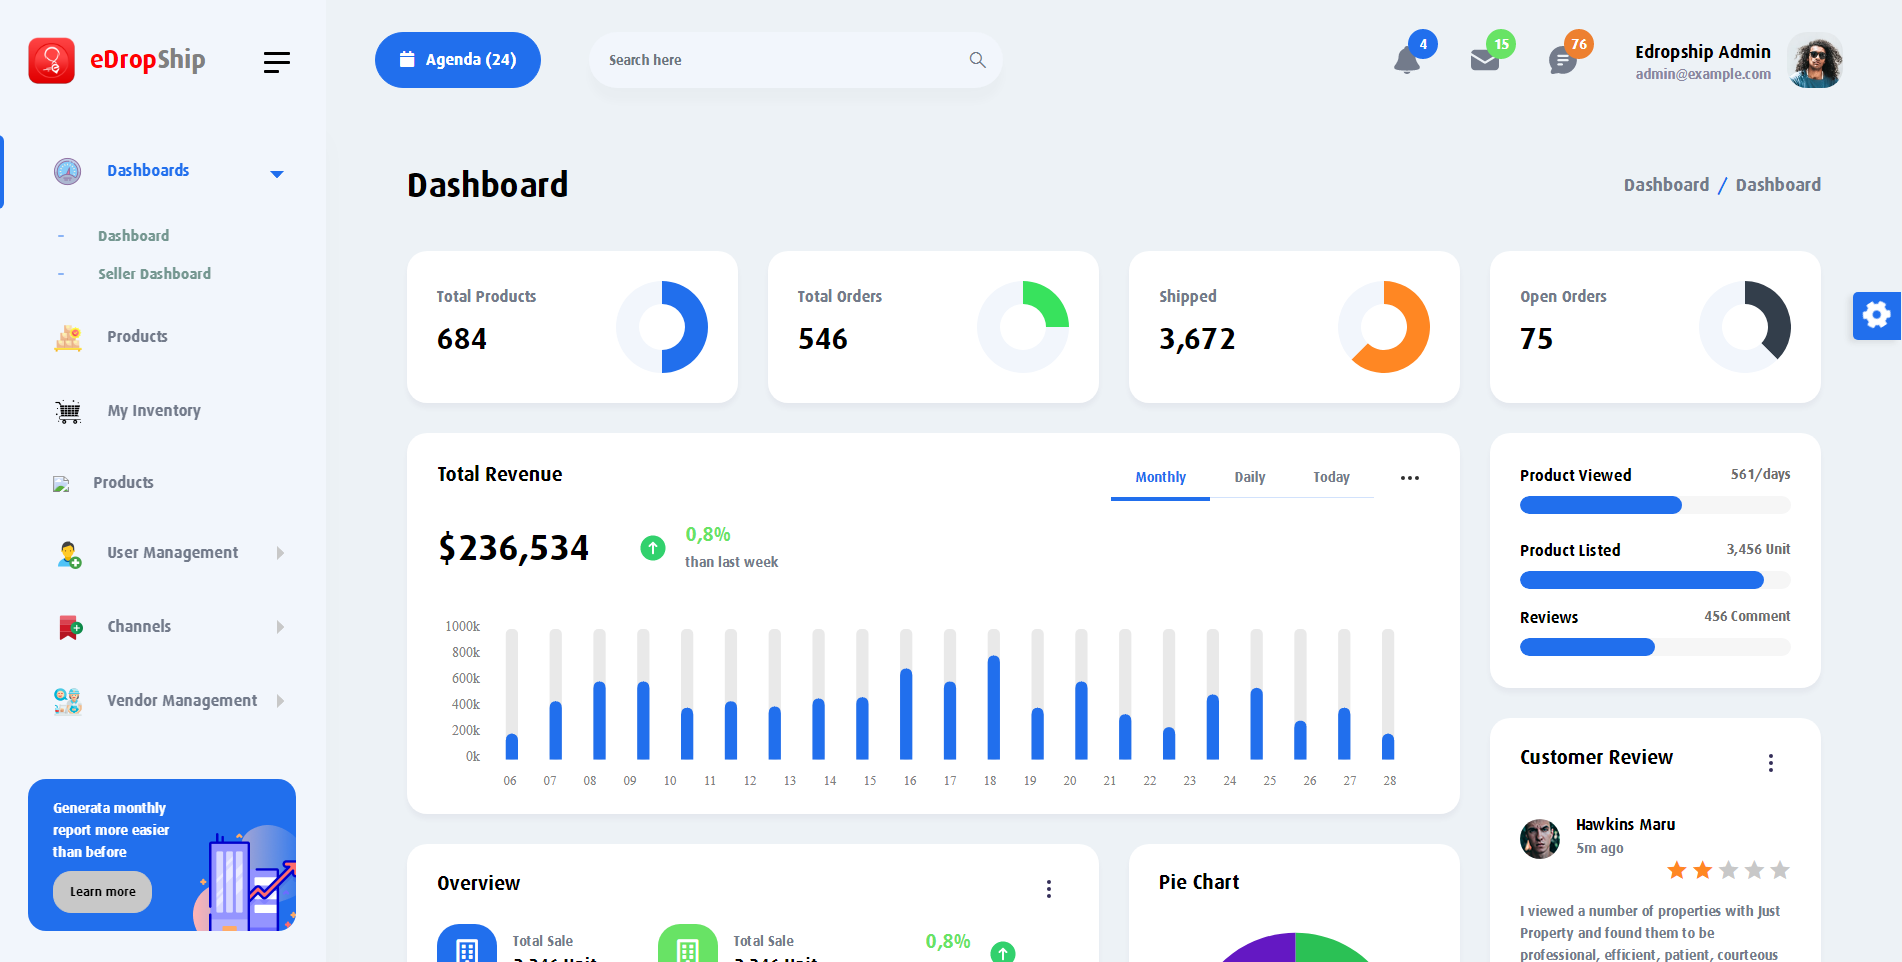 eDropShip
Agenda (24)
Search here
4
15
76
Edropship Admin
admin@example.com
Dashboards
Dashboard
Seller Dashboard
Products
My Inventory
Products
User Management
Channels
Vendor Management
Generata monthly
report more easier
than before
Learn more
Dashboard
Dashboard / Dashboard
Total Products
684
Total Orders
546
Shipped
3,672
Open Orders
75
Total Revenue
Monthly
Daily
Today
$236,534
0,8%
than last week
1000k
800k
600k
400k
200k
0k
06 07 08 09 10 11 12 13 14 15 16 17 18 19 20 21 22 23 24 25 26 27 28
Product Viewed
561/days
Product Listed
3,456 Unit
Reviews
456 Comment
Customer Review
Hawkins Maru
5m ago
I viewed a number of properties with Just
Property and found them to be
professional, efficient, patient, courteous
Overview
Total Sale
Total Sale
0,8%
Pie Chart